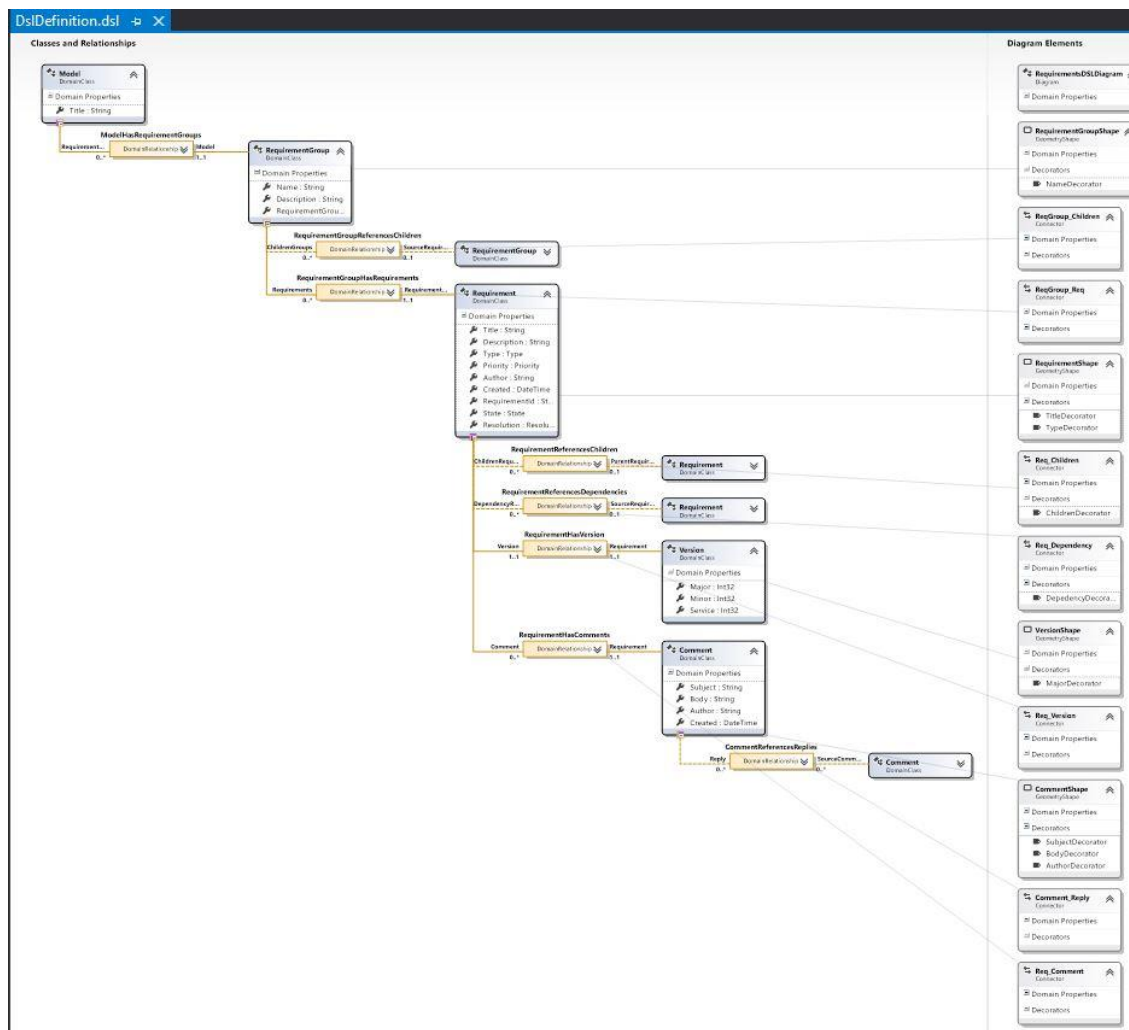 DslDefinition.dsl
Classes and Relationships
Diagram Elements
Model
DomainClass
Domain Properties
Title : String
ModelHasRequirementGroups
Requirement...
DomainRelationship
Model
0..*
1..1
RequirementGroup
DomainClass
Domain Properties
Name : String
Description : String
RequirementGrou...
RequirementGroupReferencesChildren
ChildrenGroups
DomainRelationship
SourceRequir...
0..*
0..1
RequirementGroup
DomainClass
RequirementGroupHasRequirements
Requirements
DomainRelationship
Requirement...
0..*
1..1
Requirement
DomainClass
Domain Properties
Title : String
Description : String
Type : Type
Priority : Priority
Author : String
Created : DateTime
RequirementId : St...
State : State
Resolution : Resolu...
RequirementReferencesChildren
ChildrenRequ...
DomainRelationship
ParentRequir...
0..*
0..1
Requirement
DomainClass
RequirementReferencesDependencies
DependencyR...
DomainRelationship
SourceRequir...
0..*
0..1
Requirement
DomainClass
RequirementHasVersion
Version
DomainRelationship
Requirement
1..1
1..1
Version
DomainClass
Domain Properties
Major : Int32
Minor : Int32
Service : Int32
RequirementHasComments
Comment
DomainRelationship
Requirement
0..*
1..1
Comment
DomainClass
Domain Properties
Subject : String
Body : String
Author : String
Created : DateTime
CommentReferencesReplies
Reply
DomainRelationship
SourceComm...
0..*
0..*
Comment
DomainClass
RequirementsDSLDiagram
Diagram
Domain Properties
RequirementGroupShape
GeometryShape
Domain Properties
Decorators
NameDecorator
ReqGroup_Children
Connector
Domain Properties
Decorators
ReqGroup_Req
Connector
Domain Properties
Decorators
RequirementShape
GeometryShape
Domain Properties
Decorators
TitleDecorator
TypeDecorator
Req_Children
Connector
Domain Properties
Decorators
ChildrenDecorator
Req_Dependency
Connector
Domain Properties
Decorators
DepedencyDecora...
VersionShape
GeometryShape
Domain Properties
Decorators
MajorDecorator
Req_Version
Connector
Domain Properties
Decorators
CommentShape
GeometryShape
Domain Properties
Decorators
SubjectDecorator
BodyDecorator
AuthorDecorator
Comment_Reply
Connector
Domain Properties
Decorators
Req_Comment
Connector
Domain Properties
Decorators